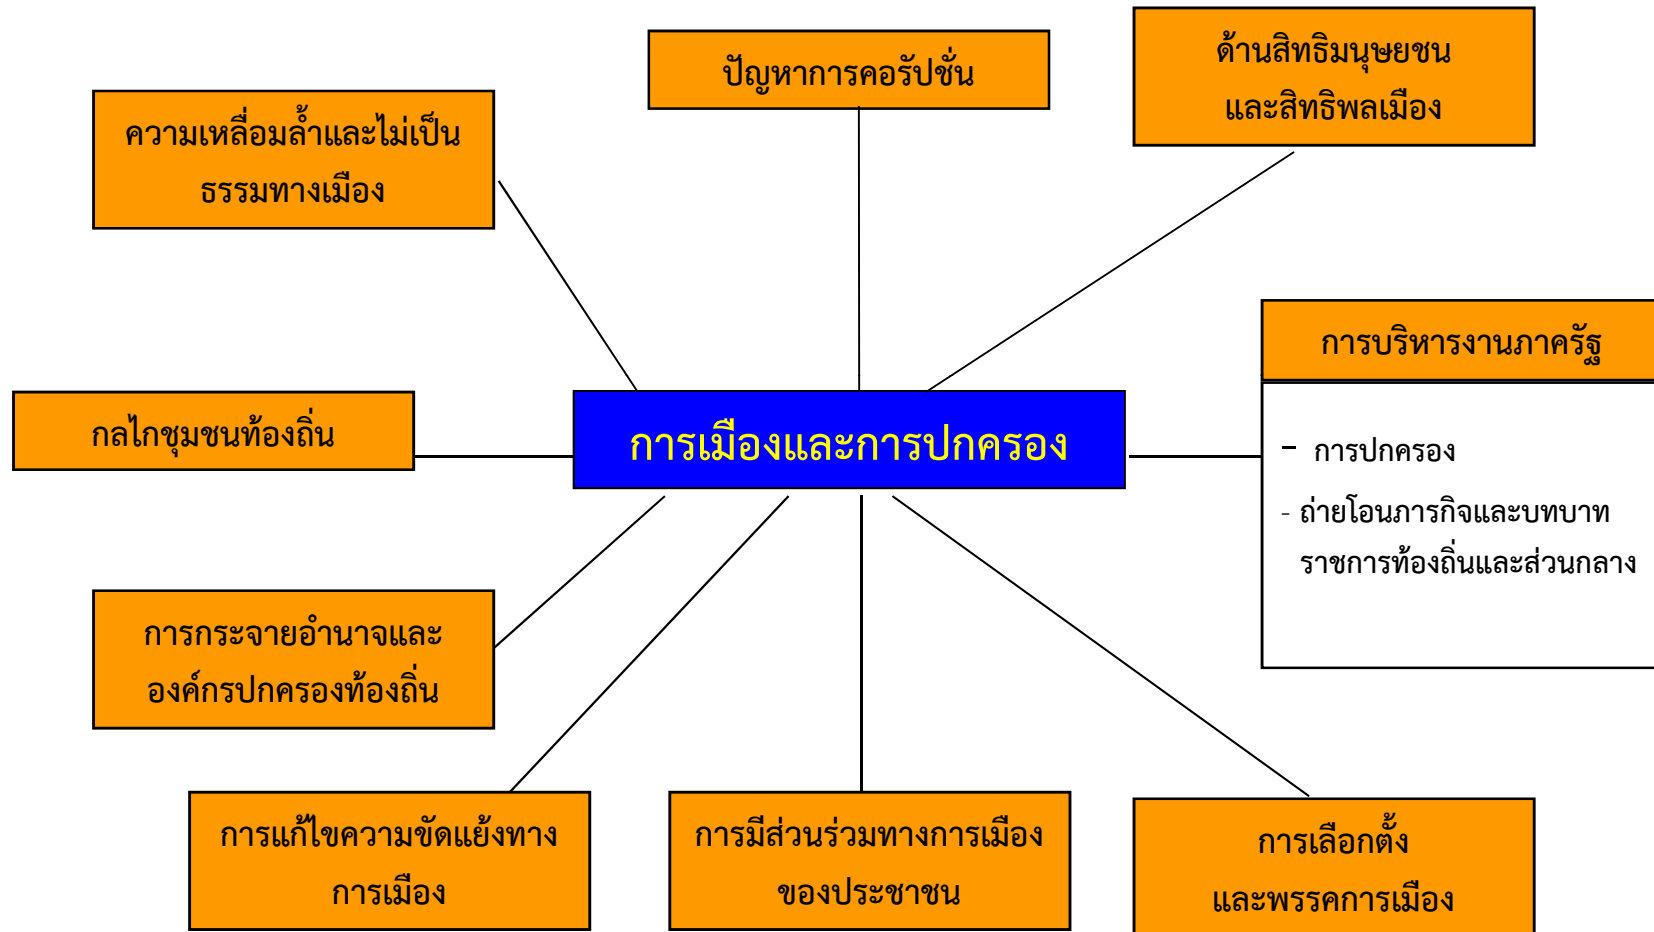 ปัญหาการคอรัปชั่น
ด้านสิทธิมนุษยชน
และสิทธิพลเมือง
ความเหลื่อมล้ำและไม่เป็น
ธรรมทางเมือง
การบริหารงานภาครัฐ
- การปกครอง
- ถ่ายโอนภารกิจและบทบาท
ราชการท้องถิ่นและส่วนกลาง
กลไกชุมชนท้องถิ่น
การเมืองและการปกครอง
การกระจายอำนาจและ
องค์กรปกครองท้องถิ่น
การแก้ไขความขัดแย้งทาง
การเมือง
การมีส่วนร่วมทางการเมือง
ของประชาชน
การเลือกตั้ง
และพรรคการเมือง